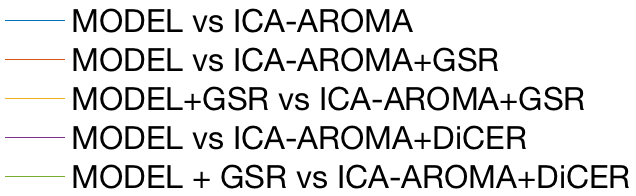 MODEL vs ICA-AROMA
MODEL vs ICA-AROMA+GSR
MODEL+GSR vs ICA-AROMA+GSR
MODEL vs ICA-AROMA+DiCER
MODEL + GSR vs ICA-AROMA+DiCER